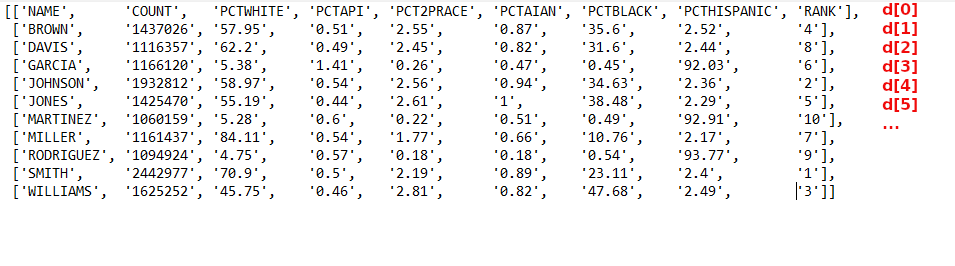 [['NAME', 'COUNT', 'PCTWHITE', 'PCTAPI', 'PCT2PRACE', 'PCTAIAN', 'PCTBLACK', 'PCTHISPANIC', 'RANK'], d[0]
['BROWN', '1437026', '57.95', '0.51', '2.55', '0.87', '35.6', '2.52', '4'], d[1]
['DAVIS', '1116357', '62.2', '0.49', '2.45', '0.82', '31.6', '2.44', '8'], d[2]
['GARCIA', '1166120', '5.38', '1.41', '0.26', '0.47', '0.45', '92.03', '6'], d[3]
['JOHNSON', '1932812', '58.97', '0.54', '2.56', '0.94', '34.63', '2.36', '2'], d[4]
['JONES', '1425470', '55.19', '0.44', '2.61', '1', '38.48', '2.29', '5'], d[5]
['MARTINEZ', '1060159', '5.28', '0.6', '0.22', '0.51', '0.49', '92.91', '10'], ...
['MILLER', '1161437', '84.11', '0.54', '1.77', '0.66', '10.76', '2.17', '7'],
['RODRIGUEZ', '1094924', '4.75', '0.57', '0.18', '0.18', '0.54', '93.77', '9'],
['SMITH', '2442977', '70.9', '0.5', '2.19', '0.89', '23.11', '2.4', '1'],
['WILLIAMS', '1625252', '45.75', '0.46', '2.81', '0.82', '47.68', '2.49', '3']]